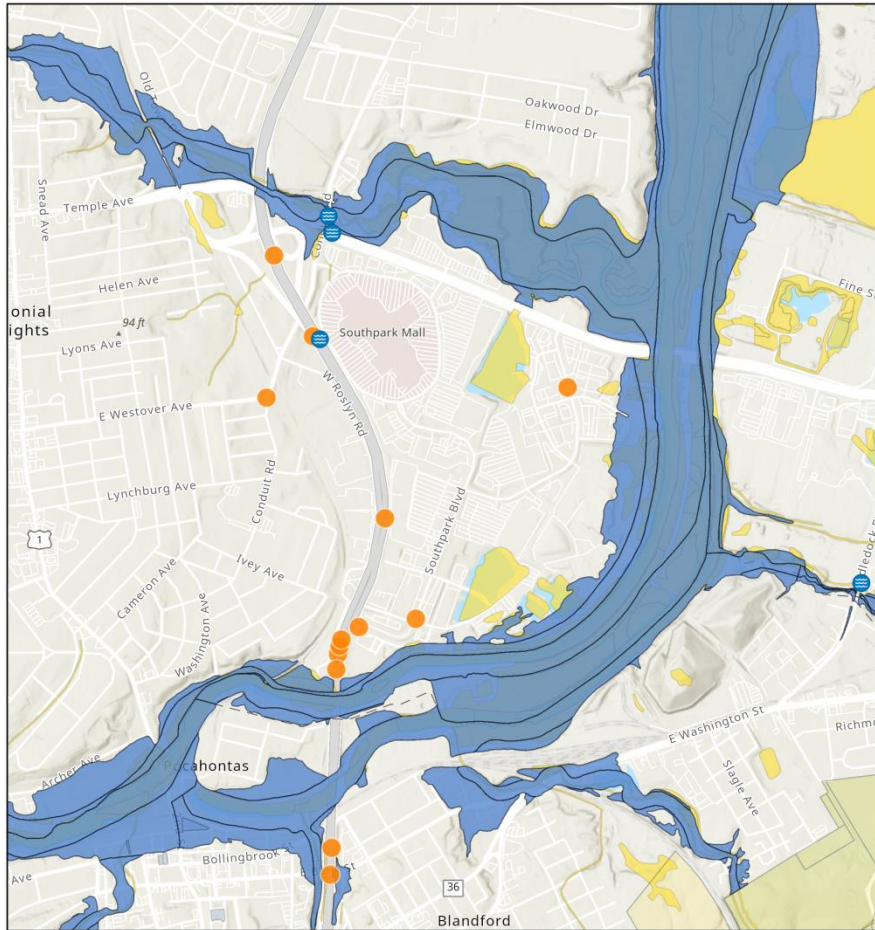 Old T
Oakwood Dr
Elmwood Dr
Snead Ave
Temple Ave
Helen Ave
Fine S
onial
ights
94 ft
Lyons Ave
Southpark Mall
W Roslyn Rd
E Westover Ave
Conduit Rd
Lynchburg Ave
Southpark Blvd
1
Ivey Ave
Cameron Ave
Washington Ave
E Washington St
Richm
Slagle Ave
Archer Ave
Pocahontas
Bollingbrook
Ave
36
Blandford